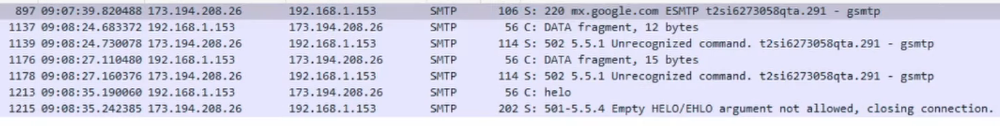 897 09:07:39.820488 173.194.208.26 192.168.1.153 SMTP 106 S: 220 mx.google.com ESMTP t2si6273058qta.291 - gsmtp
1137 09:08:24.683372 192.168.1.153 173.194.208.26 SMTP 56 C: DATA fragment, 12 bytes
1139 09:08:24.730078 173.194.208.26 192.168.1.153 SMTP 114 S: 502 5.5.1 Unrecognized command. t2si6273058qta.291 - gsmtp
1176 09:08:27.110480 192.168.1.153 173.194.208.26 SMTP 56 C: DATA fragment, 15 bytes
1178 09:08:27.160376 173.194.208.26 192.168.1.153 SMTP 114 S: 502 5.5.1 Unrecognized command. t2si6273058qta.291 - gsmtp
1213 09:08:35.190060 192.168.1.153 173.194.208.26 SMTP 56 C: helo
1215 09:08:35.242385 173.194.208.26 192.168.1.153 SMTP 202 S: 501-5.5.4 Empty HELO/EHLO argument not allowed, closing connection.